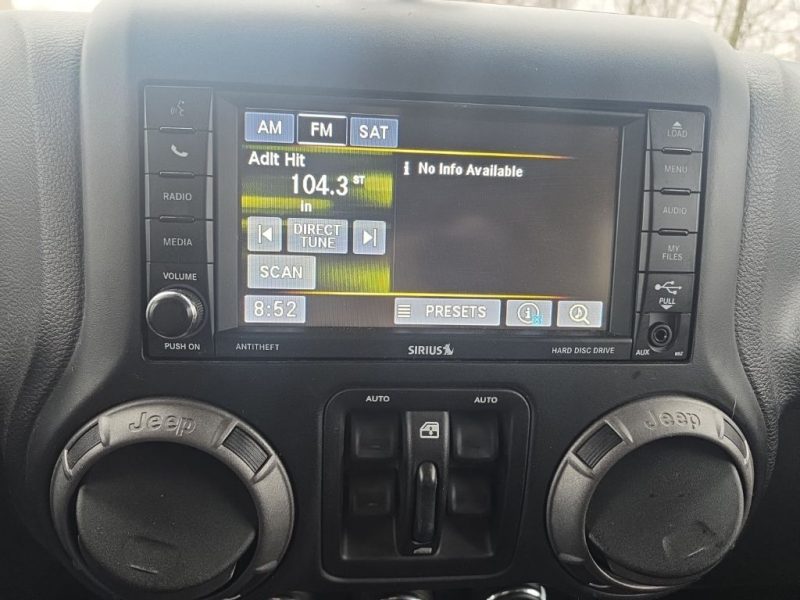 LOAD
AM FM SAT
MENU
Adlt Hit
i No Info Available
104.3 ST
RADIO
in
AUDIO
DIRECT
TUNE
MEDIA
MY
FILES
SCAN
VOLUME
PULL
8:52
PRESETS
i
PUSH ON
ANTITHEFT
SIRIUS
HARD DISC DRIVE
AUX
AUTO
AUTO
Jeep
Jeep